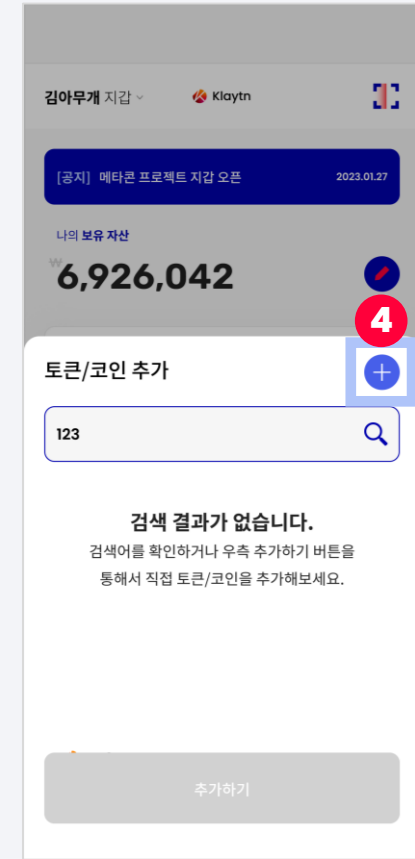 김아무개 지갑
Klaytn
[공지] 메타콘 프로젝트 지갑 오픈 2023.01.27
나의 보유 자산
₩6,926,042
4
토큰/코인 추가
123
검색 결과가 없습니다.
검색어를 확인하거나 우측 추가하기 버튼을
통해서 직접 토큰/코인을 추가해보세요.
추가하기